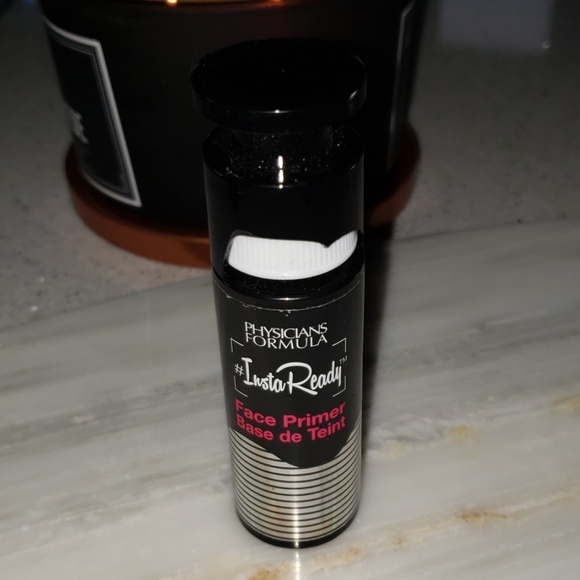 PHYSICIANS
FORMULA
#InstaReady™
Face Primer
Base de Teint